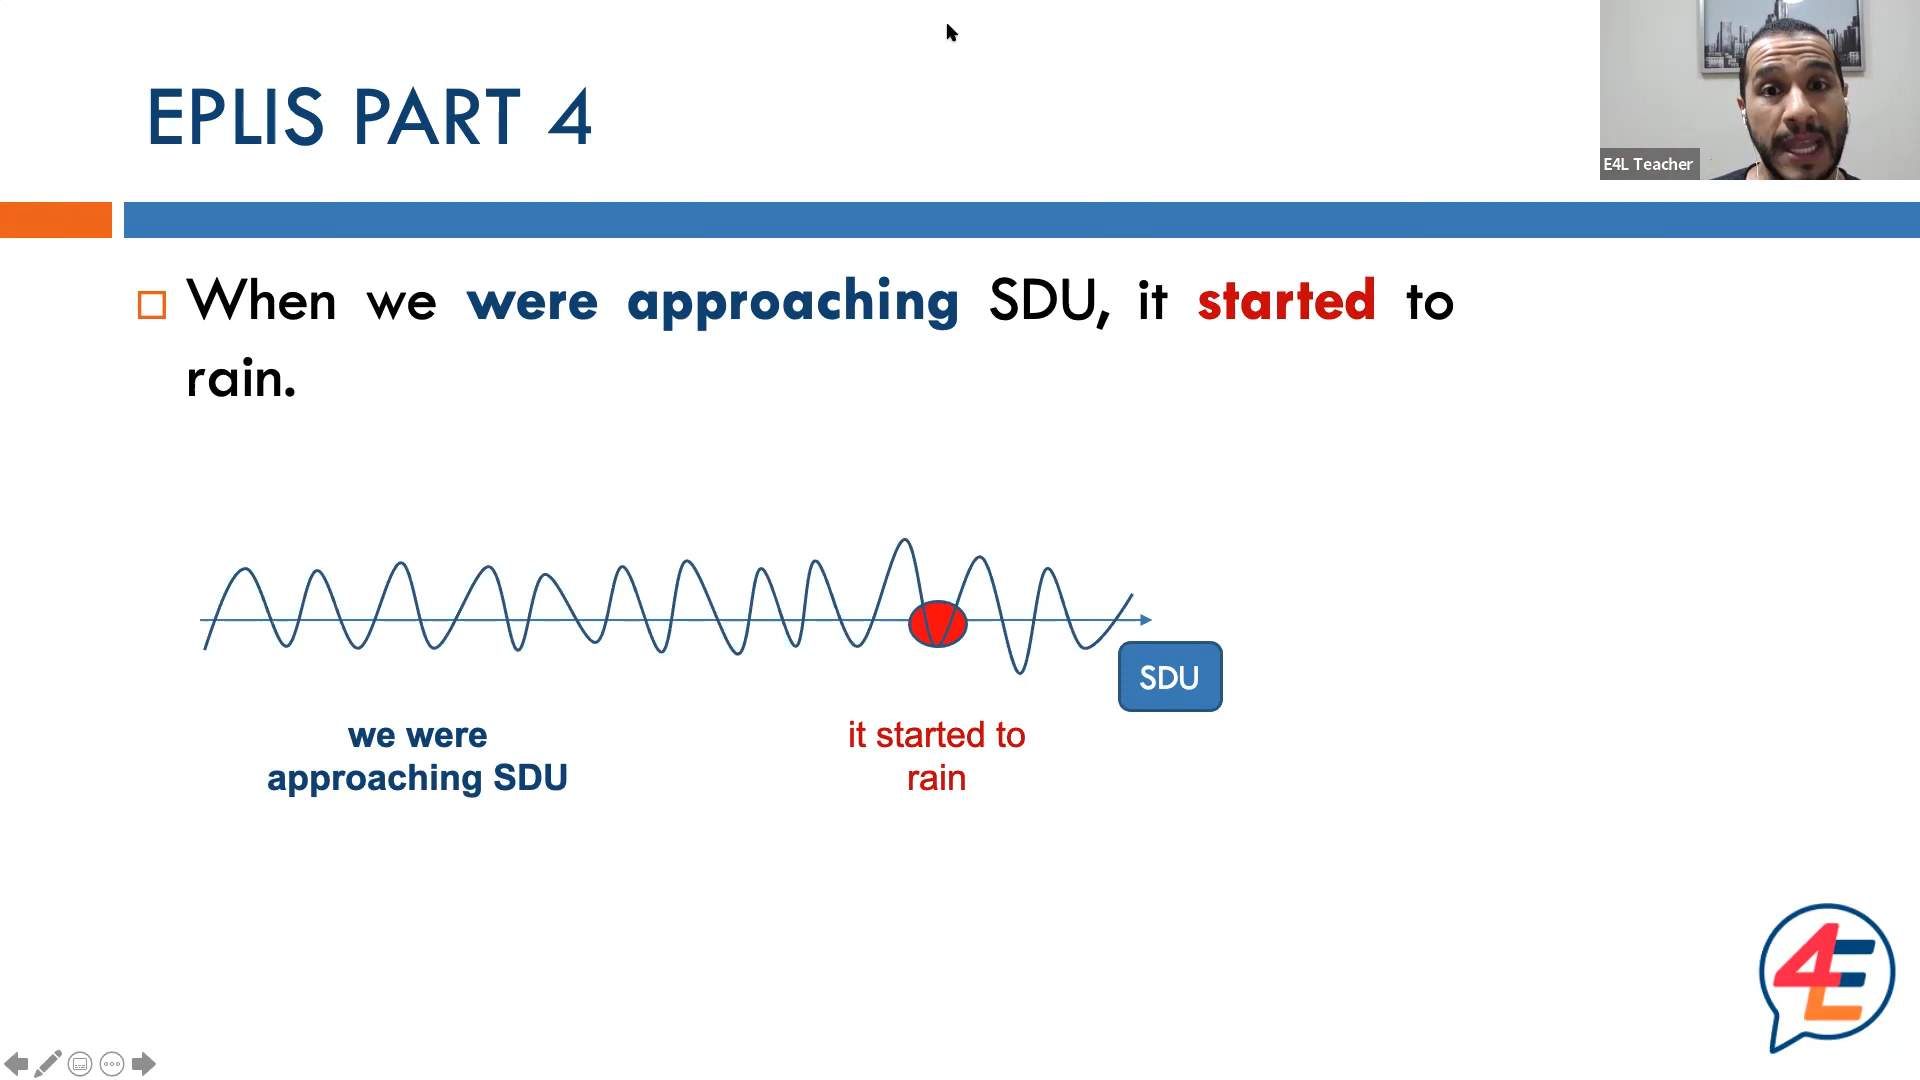 EPLIS PART 4
E4L Teacher
When we were approaching SDU, it started to
rain.
SDU
we were
approaching SDU
it started to
rain
4E